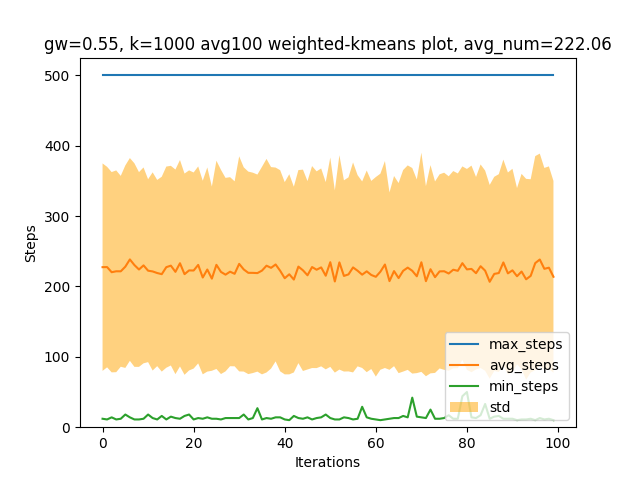 gw=0.55, k=1000 avg100 weighted-kmeans plot, avg_num=222.06
500
400
300
200
100
0
Steps
max_steps
avg_steps
min_steps
std
0 20 40 60 80 100
Iterations